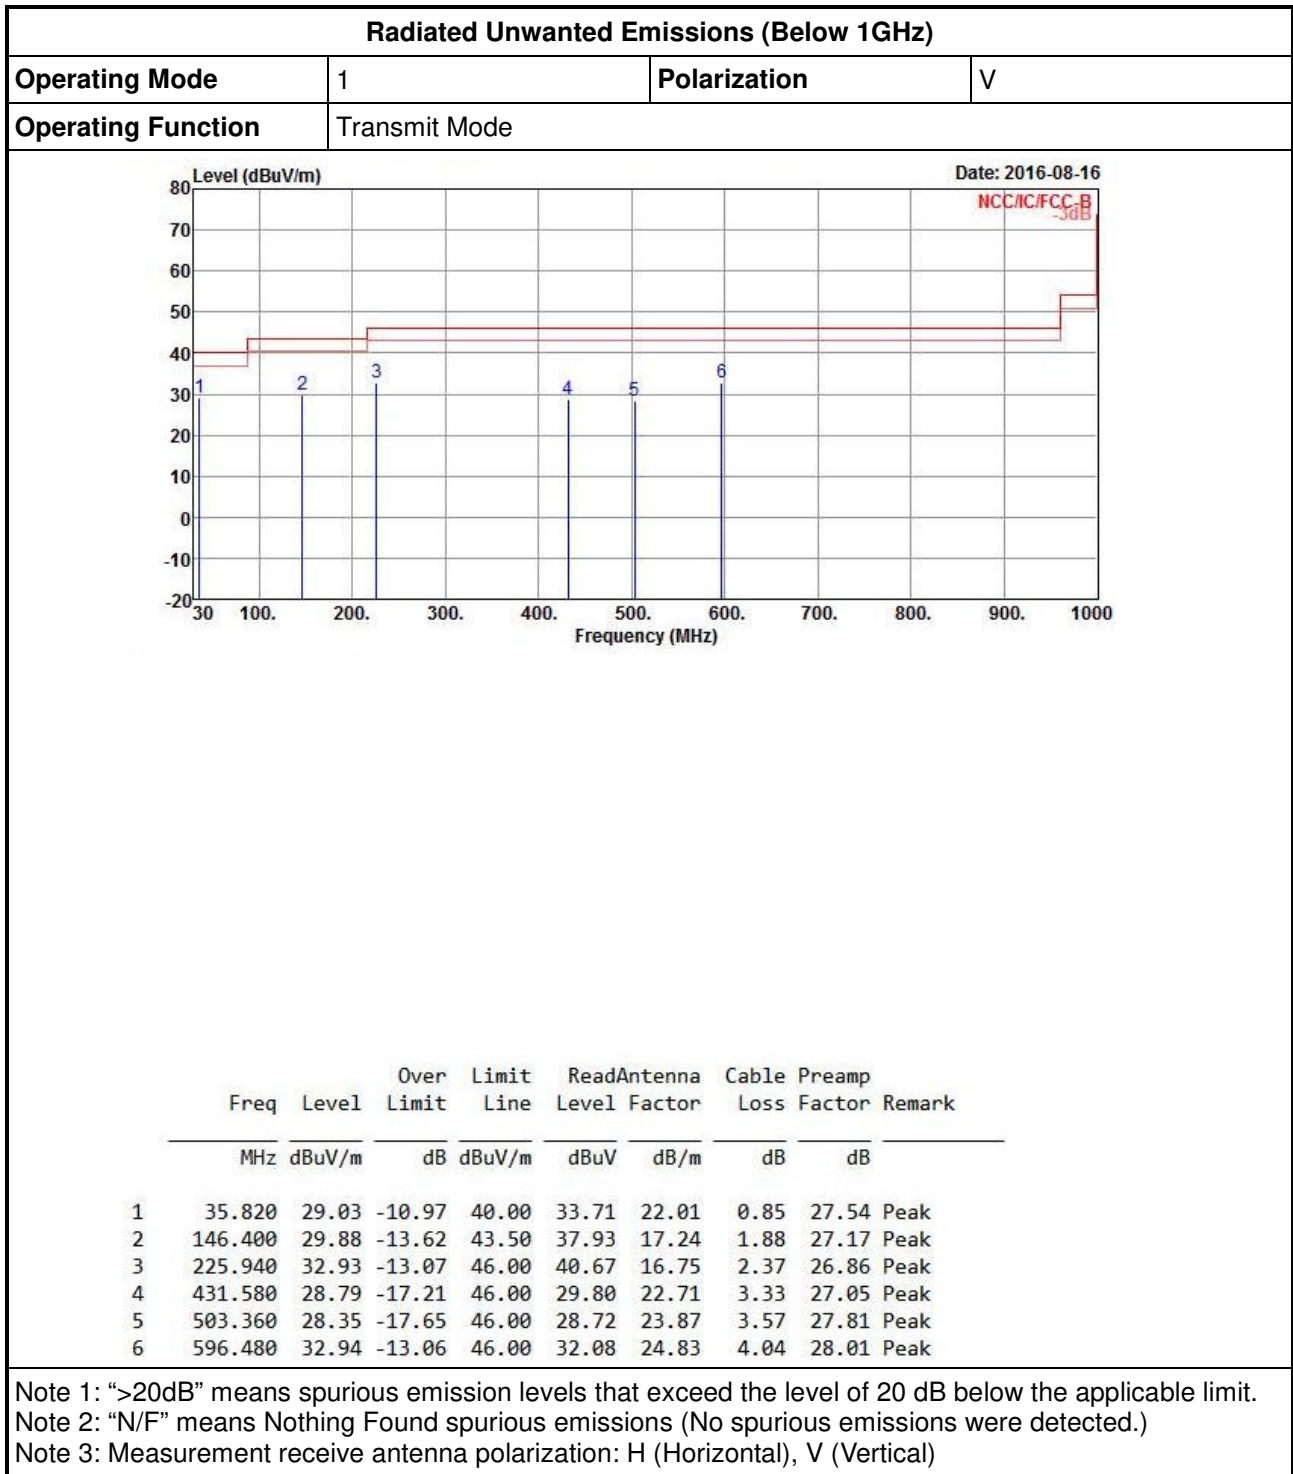 Radiated Unwanted Emissions (Below 1GHz)
Operating Mode 1 Polarization V
Operating Function Transmit Mode
Level (dBuV/m) Date: 2016-08-16
80
NCC/IC/FCC-B
-3dB
70
60
50
40
30
20
10
0
-10
-20
1 2 3 4 5 6
30 100. 200. 300. 400. 500. 600. 700. 800. 900. 1000
Frequency (MHz)
Over Limit ReadAntenna Cable Preamp
Freq Level Limit Line Level Factor Loss Factor Remark
MHz dBuV/m dB dBuV/m dBuV dB/m dB dB
1 35.820 29.03 -10.97 40.00 33.71 22.01 0.85 27.54 Peak
2 146.400 29.88 -13.62 43.50 37.93 17.24 1.88 27.17 Peak
3 225.940 32.93 -13.07 46.00 40.67 16.75 2.37 26.86 Peak
4 431.580 28.79 -17.21 46.00 29.80 22.71 3.33 27.05 Peak
5 503.360 28.35 -17.65 46.00 28.72 23.87 3.57 27.81 Peak
6 596.480 32.94 -13.06 46.00 32.08 24.83 4.04 28.01 Peak
Note 1: “>20dB” means spurious emission levels that exceed the level of 20 dB below the applicable limit.
Note 2: “N/F” means Nothing Found spurious emissions (No spurious emissions were detected.)
Note 3: Measurement receive antenna polarization: H (Horizontal), V (Vertical)